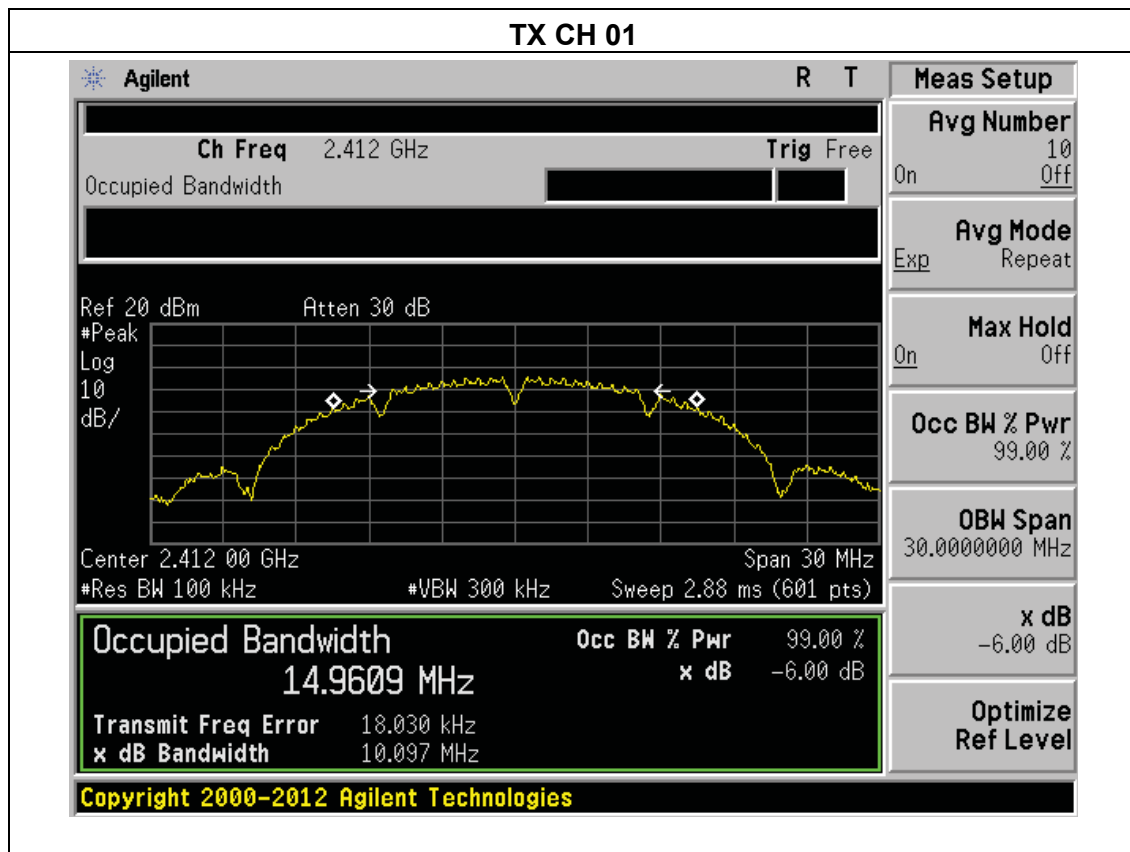 TX CH 01
Agilent R T
Ch Freq 2.412 GHz Trig Free
Occupied Bandwidth
Ref 20 dBm Atten 30 dB
#Peak
Log
10
dB/
Center 2.412 00 GHz Span 30 MHz
#Res BW 100 kHz #VBW 300 kHz Sweep 2.88 ms (601 pts)
Occupied Bandwidth Occ BW % Pwr 99.00 %
14.9609 MHz x dB -6.00 dB
Transmit Freq Error 18.030 kHz
x dB Bandwidth 10.097 MHz
Copyright 2000-2012 Agilent Technologies
Meas Setup
Avg Number
10
On Off
Avg Mode
Exp Repeat
Max Hold
On Off
Occ BW % Pwr
99.00 %
OBW Span
30.0000000 MHz
x dB
-6.00 dB
Optimize
Ref Level